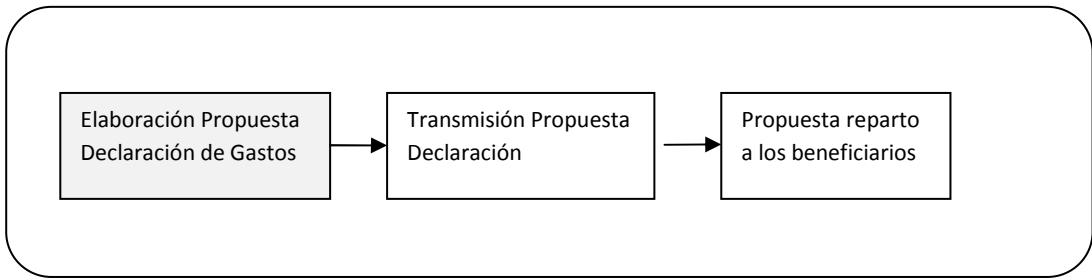 Elaboración Propuesta
Declaración de Gastos
Transmisión Propuesta
Declaración
Propuesta reparto
a los beneficiarios